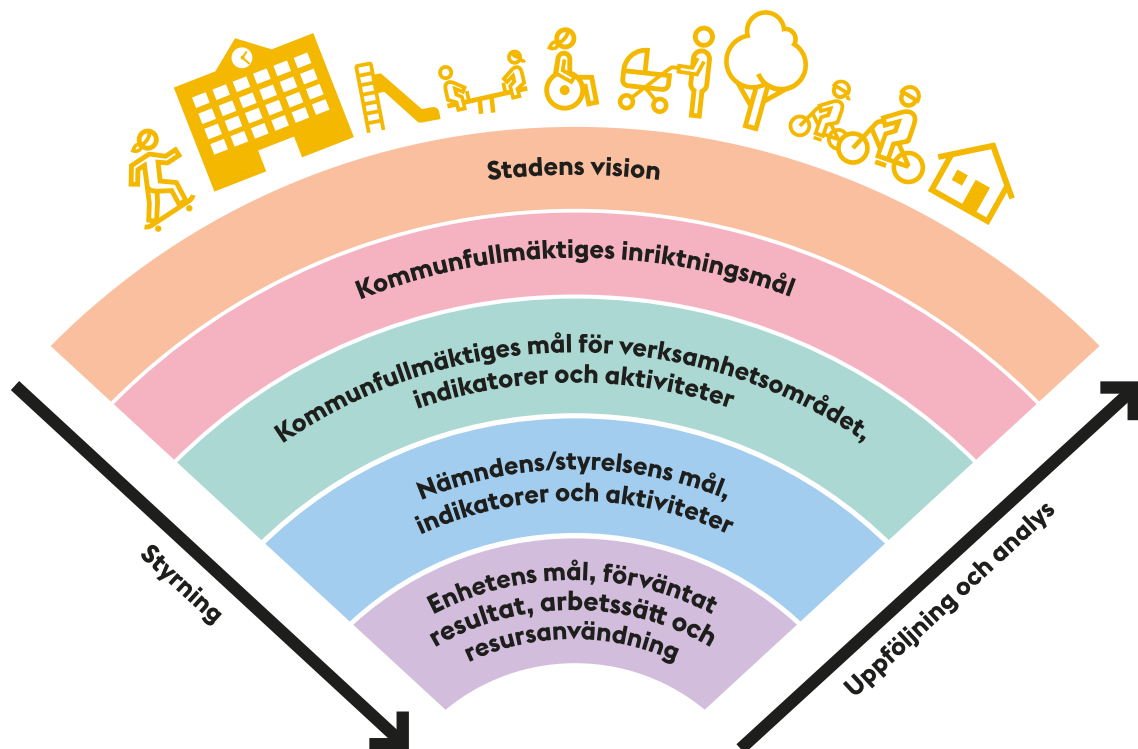 Stadens vision
Kommunfullmäktiges inriktningsmål
Kommunfullmäktiges mål för verksamhetsområdet,
indikatorer och aktiviteter
Nämndens/styrelsens mål,
indikatorer och aktiviteter
Enhetens mål, förväntat
resultat, arbetssätt och
resursanvändning
Styrning
Uppföljning och analys